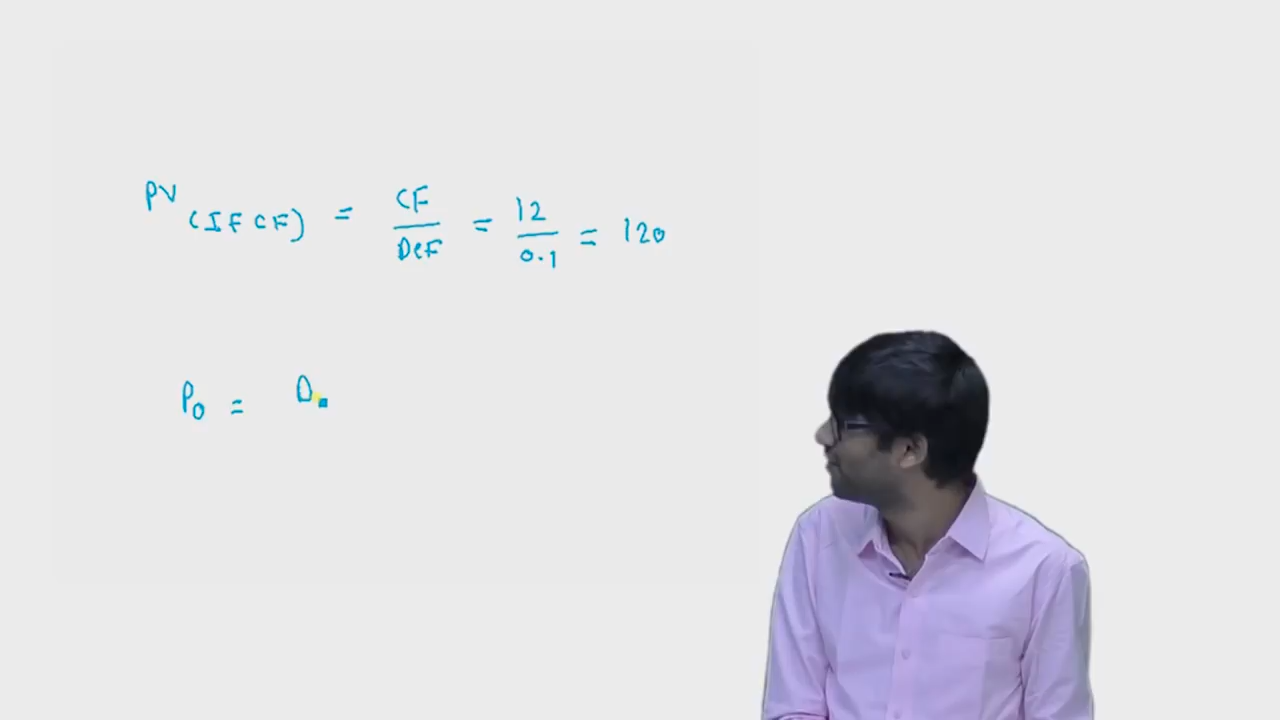 PV (IFCF) = CF/DCF = 12/0.1 = 120
P₀ = D